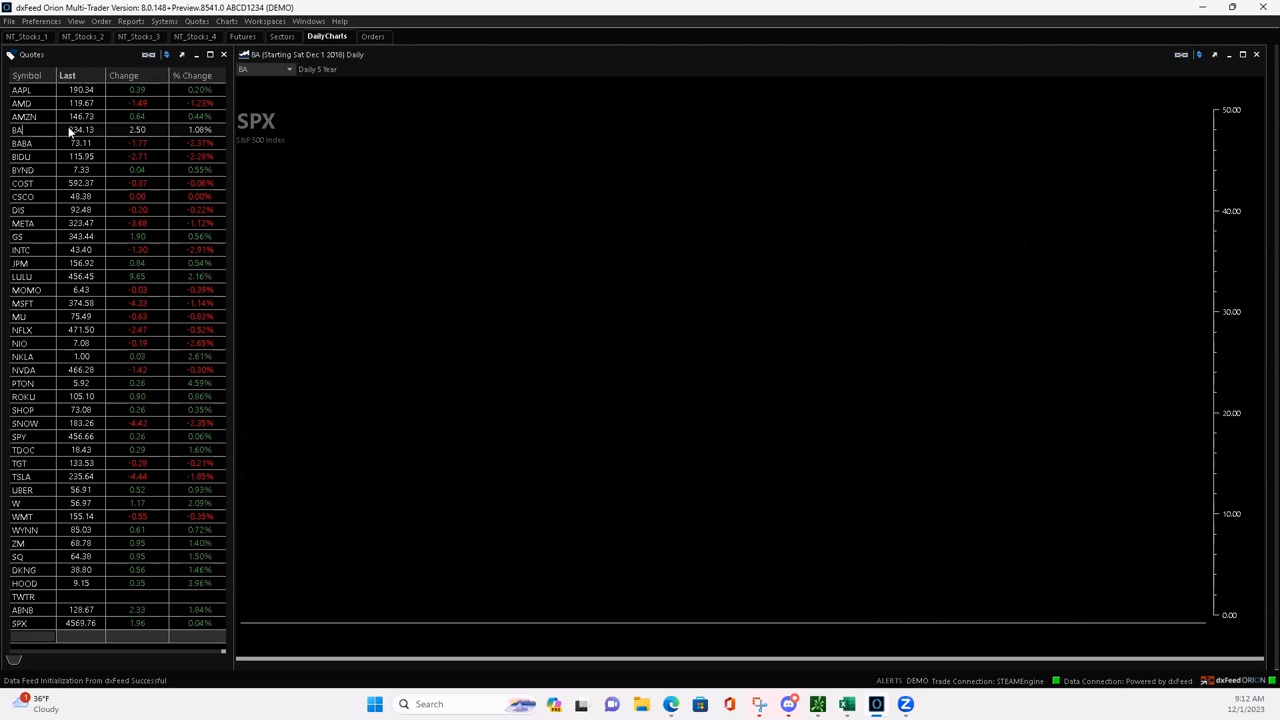 dxFeed Orion Multi-Trader Version: 8.0.148+Preview.8541.0 ABCD1234 (DEMO)
File Preferences View Order Reports Systems Quotes Charts Workspaces Windows Help
NT_Stocks_1 NT_Stocks_2 NT_Stocks_3 NT_Stocks_4 Futures Sectors DailyCharts Orders
Quotes
BA (Starting Sat Dec 1 2018) Daily
BA Daily 5 Year
Symbol Last Change % Change
AAPL 190.34 0.39 0.20%
AMD 119.67 -1.49 -1.23%
AMZN 146.73 0.64 0.44%
BA 234.13 2.50 1.08%
BABA 73.11 -1.77 -2.37%
BIDU 115.95 -2.71 -2.28%
BYND 7.33 0.04 0.55%
COST 592.37 -0.37 -0.06%
CSCO 48.38 0.00 0.00%
DIS 92.48 -0.20 -0.22%
META 323.47 -3.68 -1.12%
GS 343.44 1.90 0.56%
INTC 43.40 -1.30 -2.91%
JPM 156.92 0.84 0.54%
LULU 456.45 9.65 2.16%
MOMO 6.43 -0.03 -0.39%
MSFT 374.58 -4.33 -1.14%
MU 75.49 -0.63 -0.83%
NFLX 471.50 -2.47 -0.52%
NIO 7.08 -0.19 -2.65%
NKLA 1.00 0.03 2.61%
NVDA 466.28 -1.42 -0.30%
PTON 5.92 0.26 4.59%
ROKU 105.10 0.90 0.86%
SHOP 73.08 0.26 0.35%
SNOW 183.26 -4.42 -2.35%
SPY 456.66 0.26 0.06%
TDOC 18.43 0.29 1.60%
TGT 133.53 -0.28 -0.21%
TSLA 235.64 -4.44 -1.85%
UBER 56.91 0.52 0.93%
W 56.97 1.17 2.09%
WMT 155.14 -0.55 -0.35%
WYNN 85.03 0.61 0.72%
ZM 68.78 0.95 1.40%
SQ 64.38 0.95 1.50%
DKNG 38.80 0.56 1.46%
HOOD 9.15 0.35 3.96%
TWTR
ABNB 128.67 2.33 1.84%
SPX 4569.76 1.96 0.04%
SPX
S&P 500 Index
50.00
40.00
30.00
20.00
10.00
0.00
Data Feed Initialization From dxFeed Successful
ALERTS DEMO Trade Connection: STEAMEngine Data Connection: Powered by dxFeed dxFeed ORION
1
36°F
Cloudy
Search
9:12 AM
12/1/2023